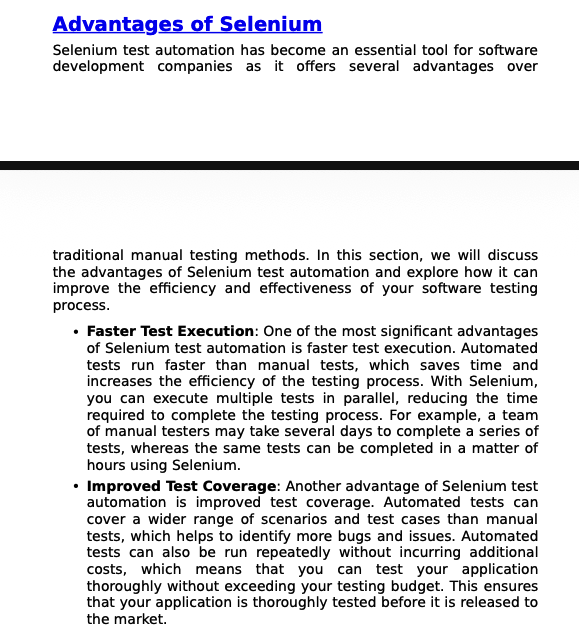 Advantages of Selenium
Selenium test automation has become an essential tool for software
development companies as it offers several advantages over
traditional manual testing methods. In this section, we will discuss
the advantages of Selenium test automation and explore how it can
improve the efficiency and effectiveness of your software testing
process.
• Faster Test Execution: One of the most significant advantages
of Selenium test automation is faster test execution. Automated
tests run faster than manual tests, which saves time and
increases the efficiency of the testing process. With Selenium,
you can execute multiple tests in parallel, reducing the time
required to complete the testing process. For example, a team
of manual testers may take several days to complete a series of
tests, whereas the same tests can be completed in a matter of
hours using Selenium.
• Improved Test Coverage: Another advantage of Selenium test
automation is improved test coverage. Automated tests can
cover a wider range of scenarios and test cases than manual
tests, which helps to identify more bugs and issues. Automated
tests can also be run repeatedly without incurring additional
costs, which means that you can test your application
thoroughly without exceeding your testing budget. This ensures
that your application is thoroughly tested before it is released to
the market.